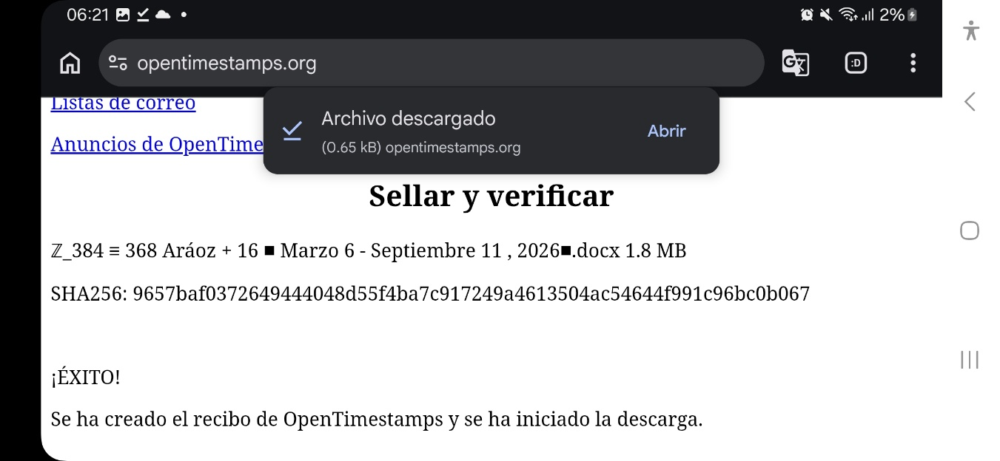 06:21
2%
opentimestamps.org
:D
Listas de correo
Archivo descargado
(0.65 kB) opentimestamps.org
Abrir
Anuncios de OpenTime
Sellar y verificar
ℤ_384 ≡ 368 Aráoz + 16 ■ Marzo 6 - Septiembre 11 , 2026■.docx 1.8 MB
SHA256: 9657baf0372649444048d55f4ba7c917249a4613504ac54644f991c96bc0b067
¡ÉXITO!
Se ha creado el recibo de OpenTimestamps y se ha iniciado la descarga.